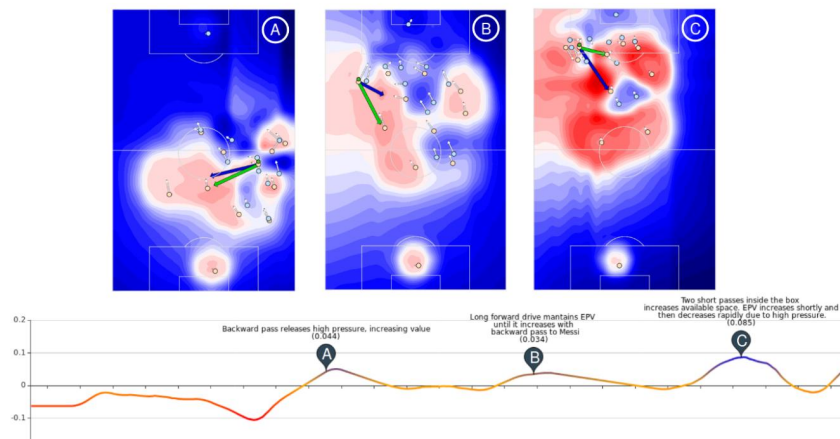 A
B
C
Two short passes inside the box
increases available space. EPV increases shortly and
then decreases rapidly due to high pressure.
(0.085)
Long forward drive mantains EPV
until it increases with
backward pass to Messi
(0.034)
Backward pass releases high pressure, increasing value
(0.044)
0.2
0.1
0
-0.1
A
B
C